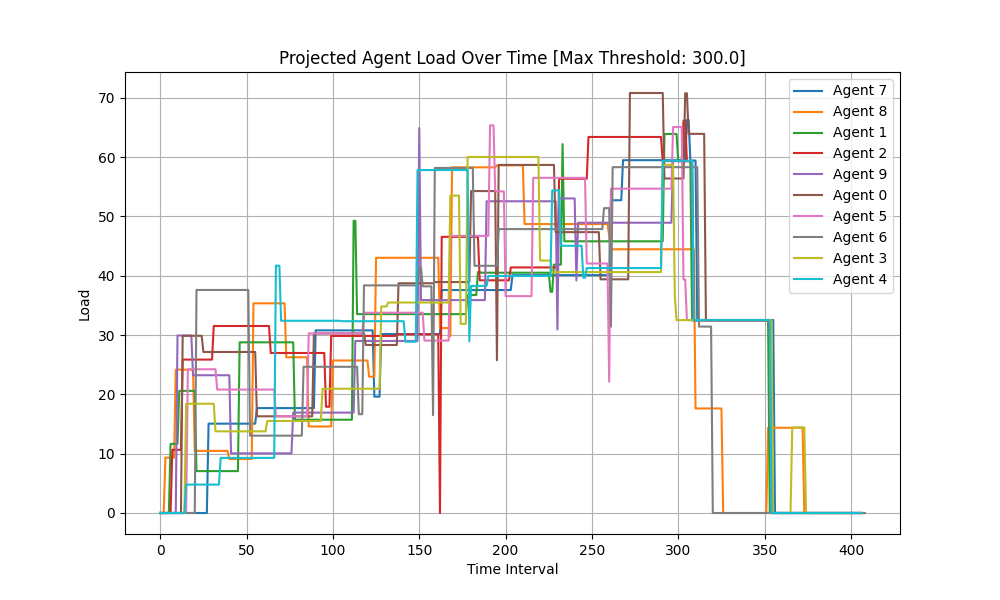 Projected Agent Load Over Time [Max Threshold: 300.0]
Load
70
60
50
40
30
20
10
0
0 50 100 150 200 250 300 350 400
Time Interval
Agent 7
Agent 8
Agent 1
Agent 2
Agent 9
Agent 0
Agent 5
Agent 6
Agent 3
Agent 4